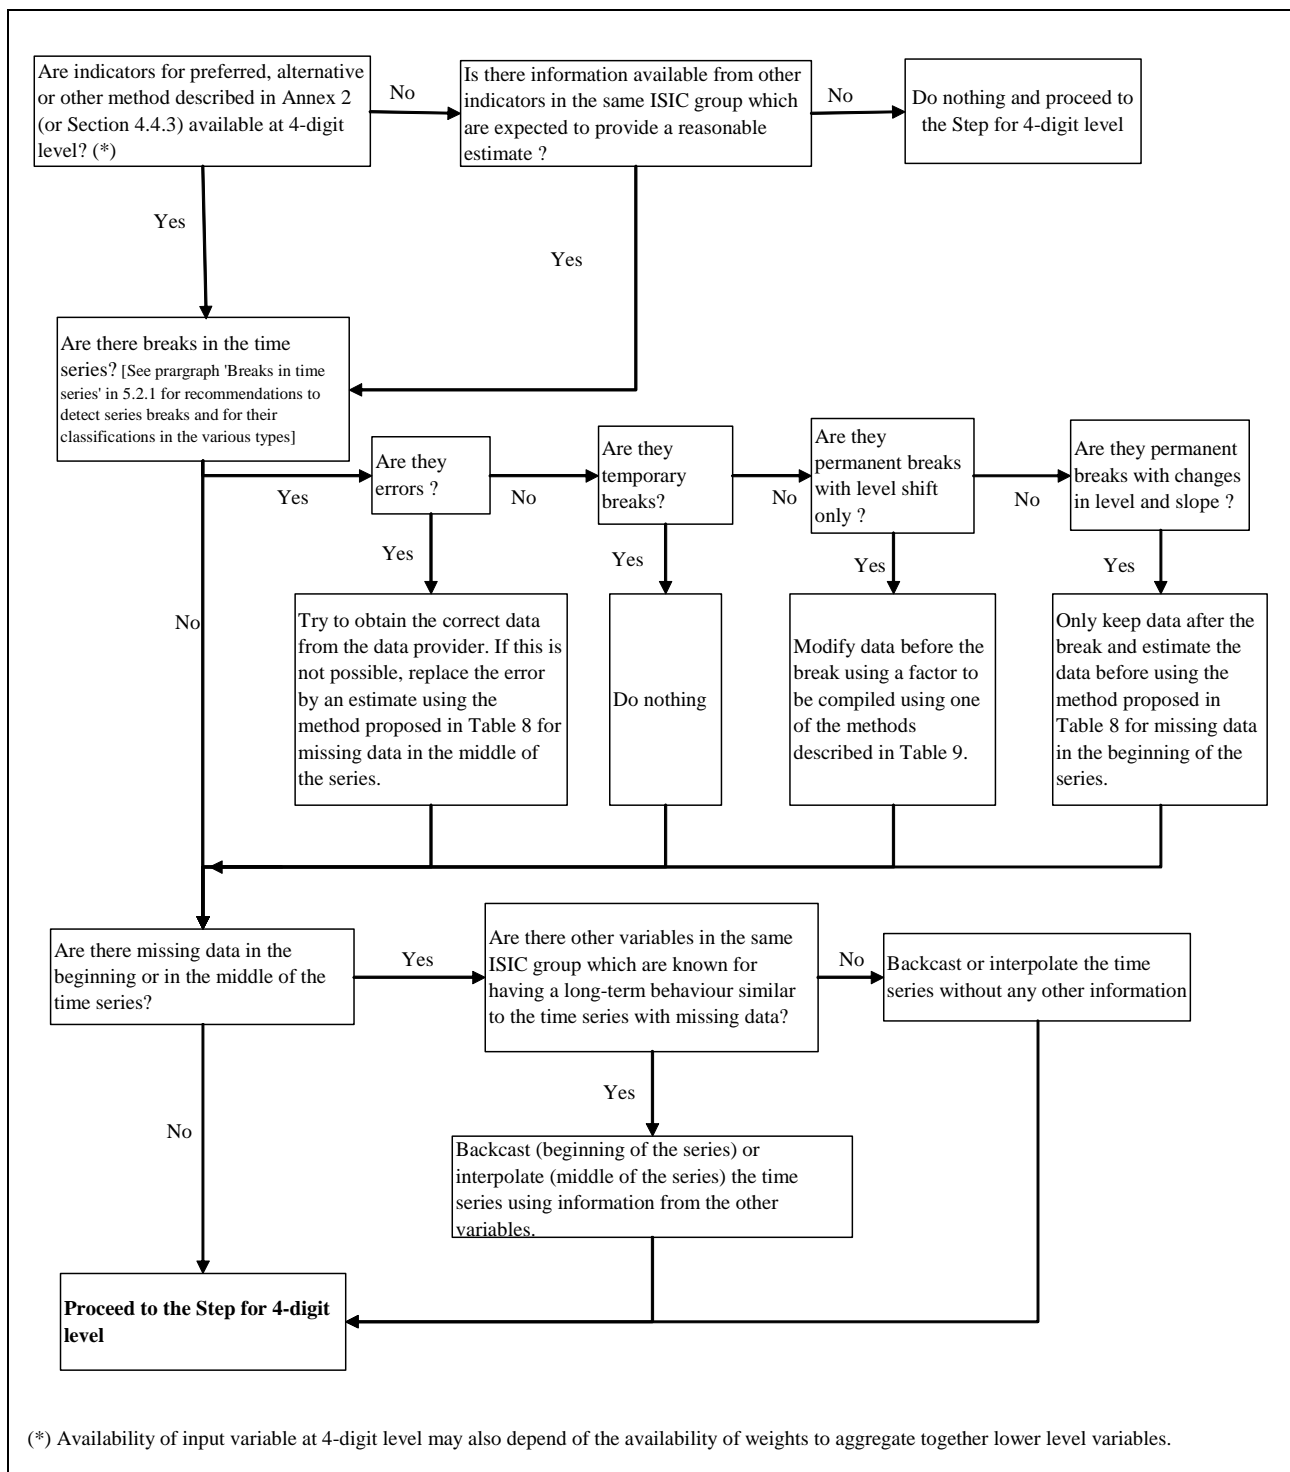 Are indicators for preferred, alternative
or other method described in Annex 2
(or Section 4.4.3) available at 4-digit
level? (*)
No
Is there information available from other
indicators in the same ISIC group which
are expected to provide a reasonable
estimate ?
No
Do nothing and proceed to
the Step for 4-digit level
Yes
Yes
Are there breaks in the time
series? [See prargraph 'Breaks in time
series' in 5.2.1 for recommendations to
detect series breaks and for their
classifications in the various types]
Yes
Are they
errors ?
No
Are they
temporary
breaks?
No
Are they
permanent breaks
with level shift
only ?
No
Are they permanent
breaks with changes
in level and slope ?
Yes
Yes
Yes
Yes
No
Try to obtain the correct data
from the data provider. If this is
not possible, replace the error
by an estimate using the
method proposed in Table 8 for
missing data in the middle of
the series.
Do nothing
Modify data before the
break using a factor to
be compiled using one
of the methods
described in Table 9.
Only keep data after the
break and estimate the
data before using the
method proposed in
Table 8 for missing data
in the beginning of the
series.
Are there missing data in the
beginning or in the middle of the
time series?
Yes
Are there other variables in the same
ISIC group which are known for
having a long-term behaviour similar
to the time series with missing data?
No
Backcast or interpolate the time
series without any other information
Yes
No
Backcast (beginning of the series) or
interpolate (middle of the series) the time
series using information from the other
variables.
Proceed to the Step for 4-digit
level
(*) Availability of input variable at 4-digit level may also depend of the availability of weights to aggregate together lower level variables.